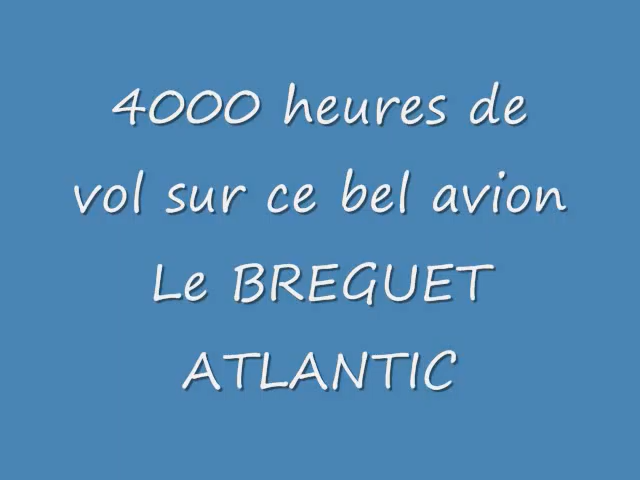 4000 heures de
vol sur ce bel avion
Le BREGUET
ATLANTIC